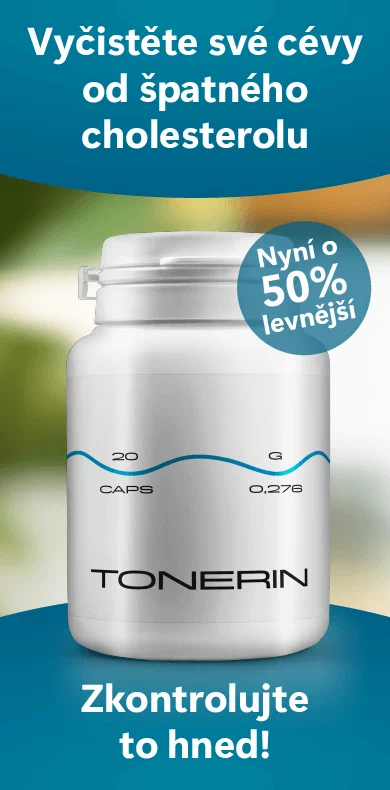 Vyčistěte své cévy
od špatného
cholesterolu
Nyní o
50%
levnější
20 G
CAPS 0,276
TONERIN
Zkontrolujte
to hned!